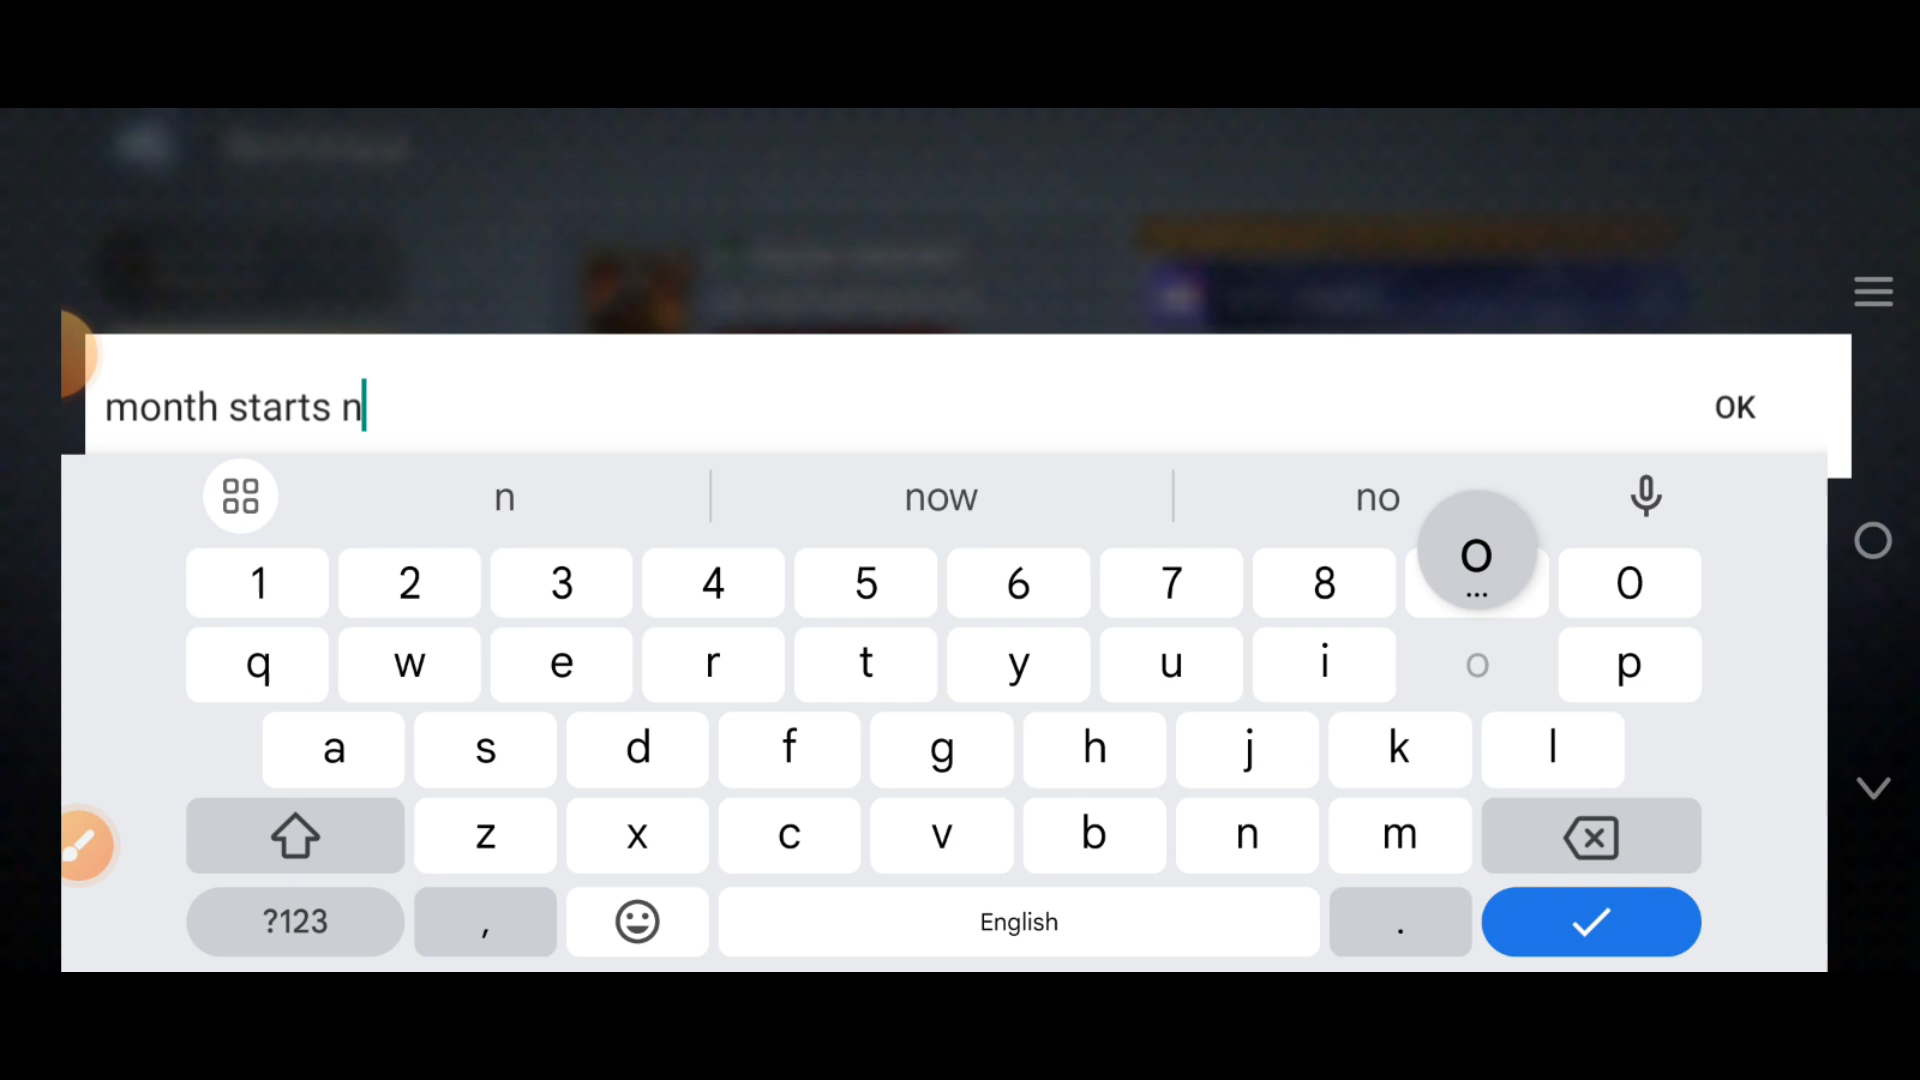 month starts n
OK
n now no
1 2 3 4 5 6 7 8 0
o
...
q w e r t y u i o p
a s d f g h j k l
z x c v b n m
?123 , English .